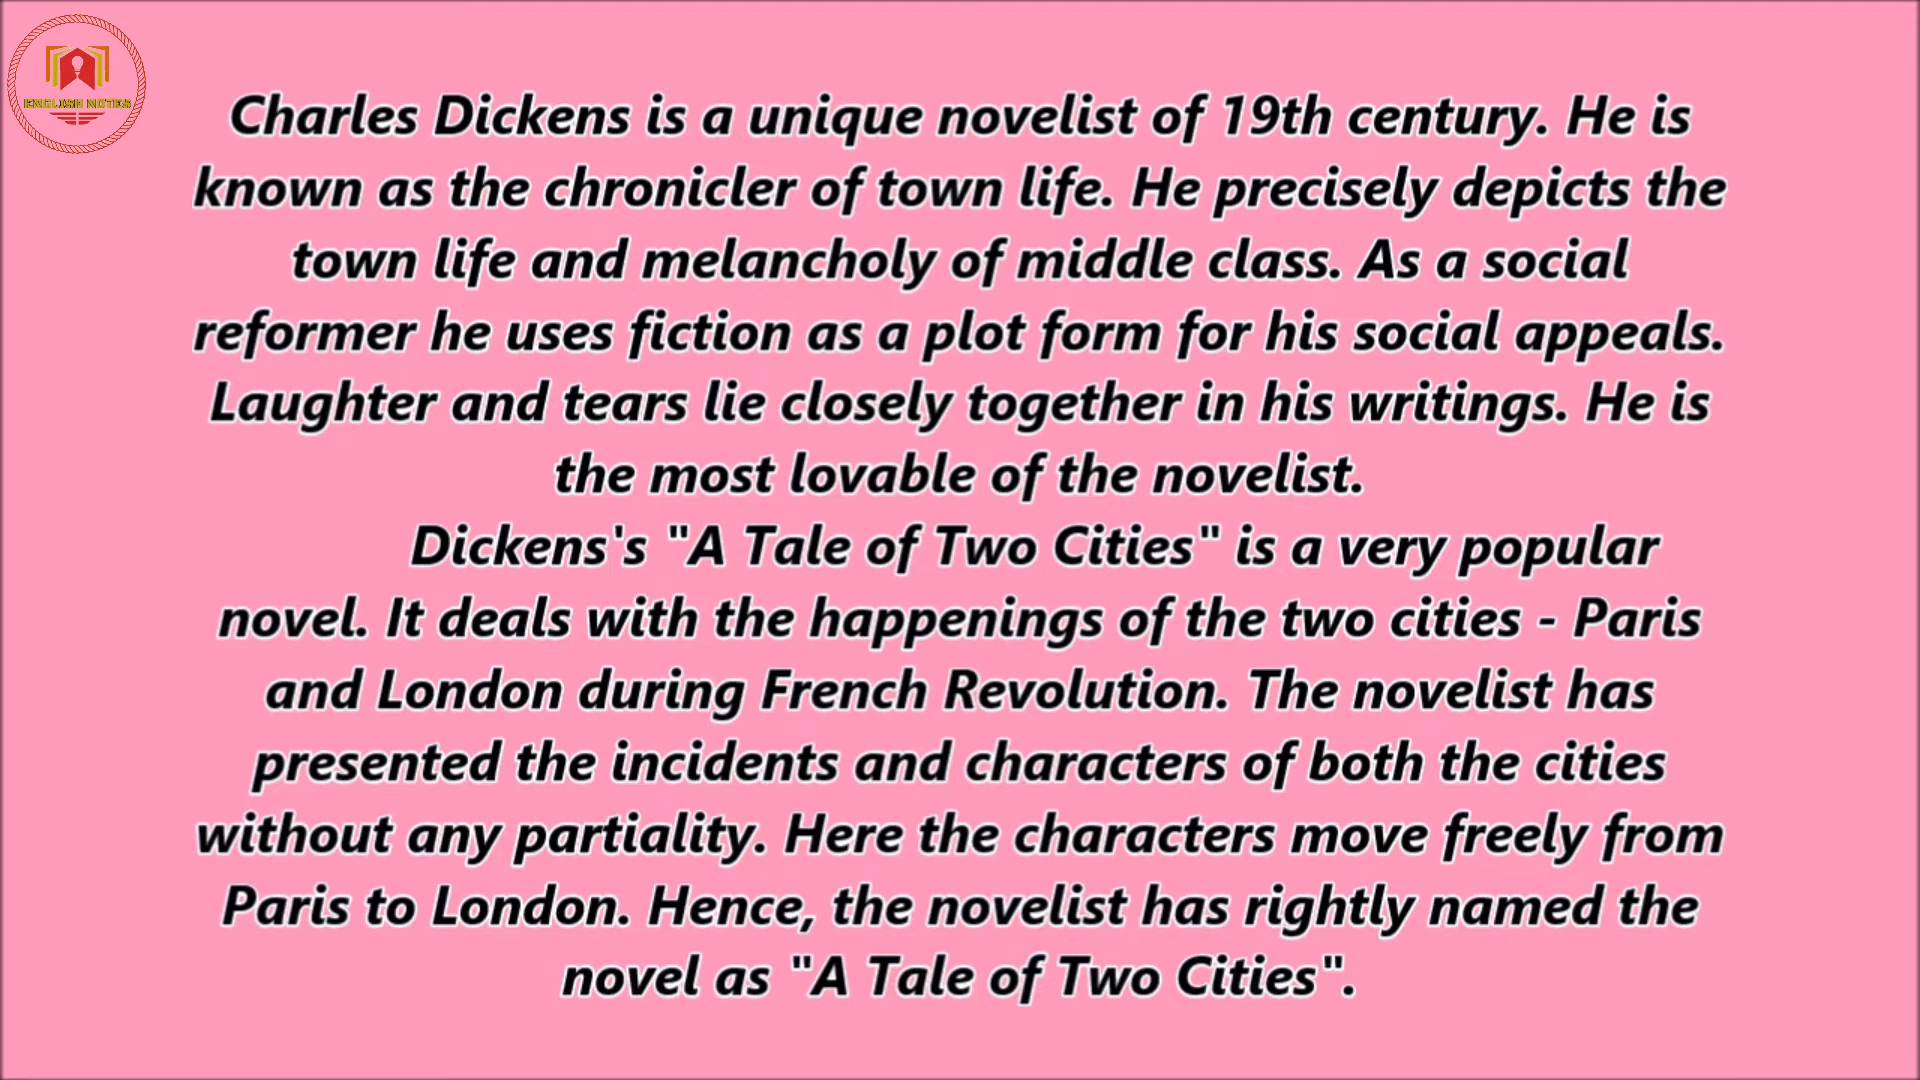 ENGLISH NOTES
Charles Dickens is a unique novelist of 19th century. He is
known as the chronicler of town life. He precisely depicts the
town life and melancholy of middle class. As a social
reformer he uses fiction as a plot form for his social appeals.
Laughter and tears lie closely together in his writings. He is
the most lovable of the novelist.
Dickens's "A Tale of Two Cities" is a very popular
novel. It deals with the happenings of the two cities - Paris
and London during French Revolution. The novelist has
presented the incidents and characters of both the cities
without any partiality. Here the characters move freely from
Paris to London. Hence, the novelist has rightly named the
novel as "A Tale of Two Cities".